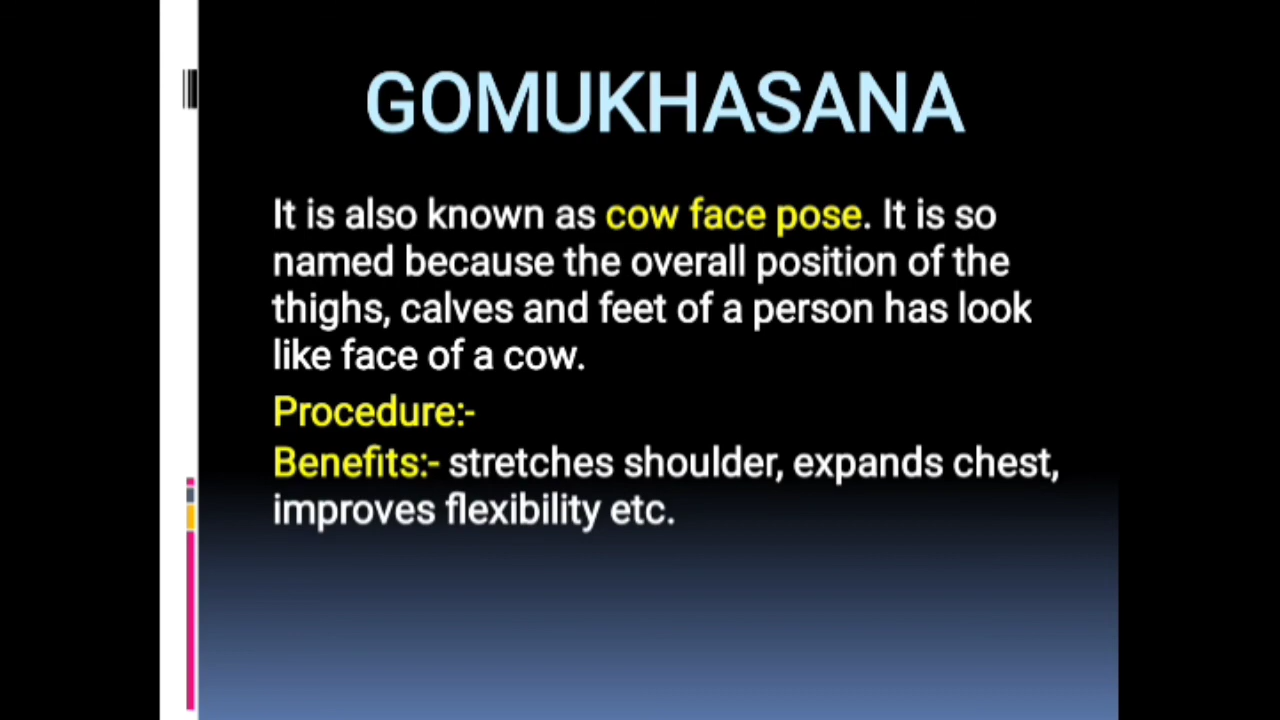 GOMUKHASANA
It is also known as cow face pose. It is so
named because the overall position of the
thighs, calves and feet of a person has look
like face of a cow.
Procedure:-
Benefits:- stretches shoulder, expands chest,
improves flexibility etc.